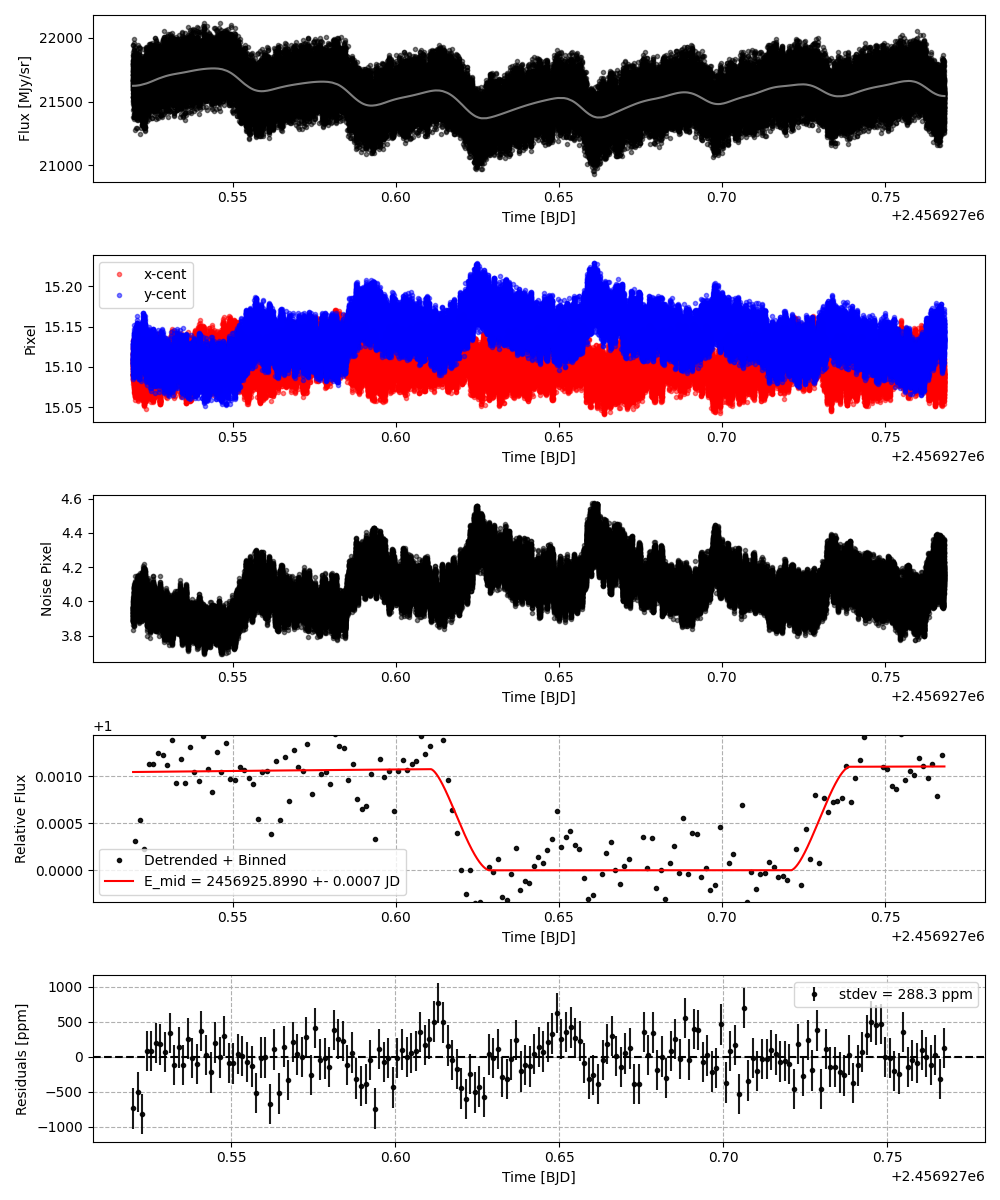 22000
21500
21000
Flux [MJy/sr]
0.55 0.60 0.65 0.70 0.75
Time [BJD]
+2.456927e6
x-cent
y-cent
15.20
15.15
15.10
15.05
Pixel
0.55 0.60 0.65 0.70 0.75
Time [BJD]
+2.456927e6
4.6
4.4
4.2
4.0
3.8
Noise Pixel
0.55 0.60 0.65 0.70 0.75
Time [BJD]
+2.456927e6
+1
0.0010
0.0005
0.0000
Relative Flux
Detrended + Binned
E_mid = 2456925.8990 +- 0.0007 JD
0.55 0.60 0.65 0.70 0.75
Time [BJD]
+2.456927e6
1000
500
0
−500
−1000
Residuals [ppm]
stdev = 288.3 ppm
0.55 0.60 0.65 0.70 0.75
Time [BJD]
+2.456927e6